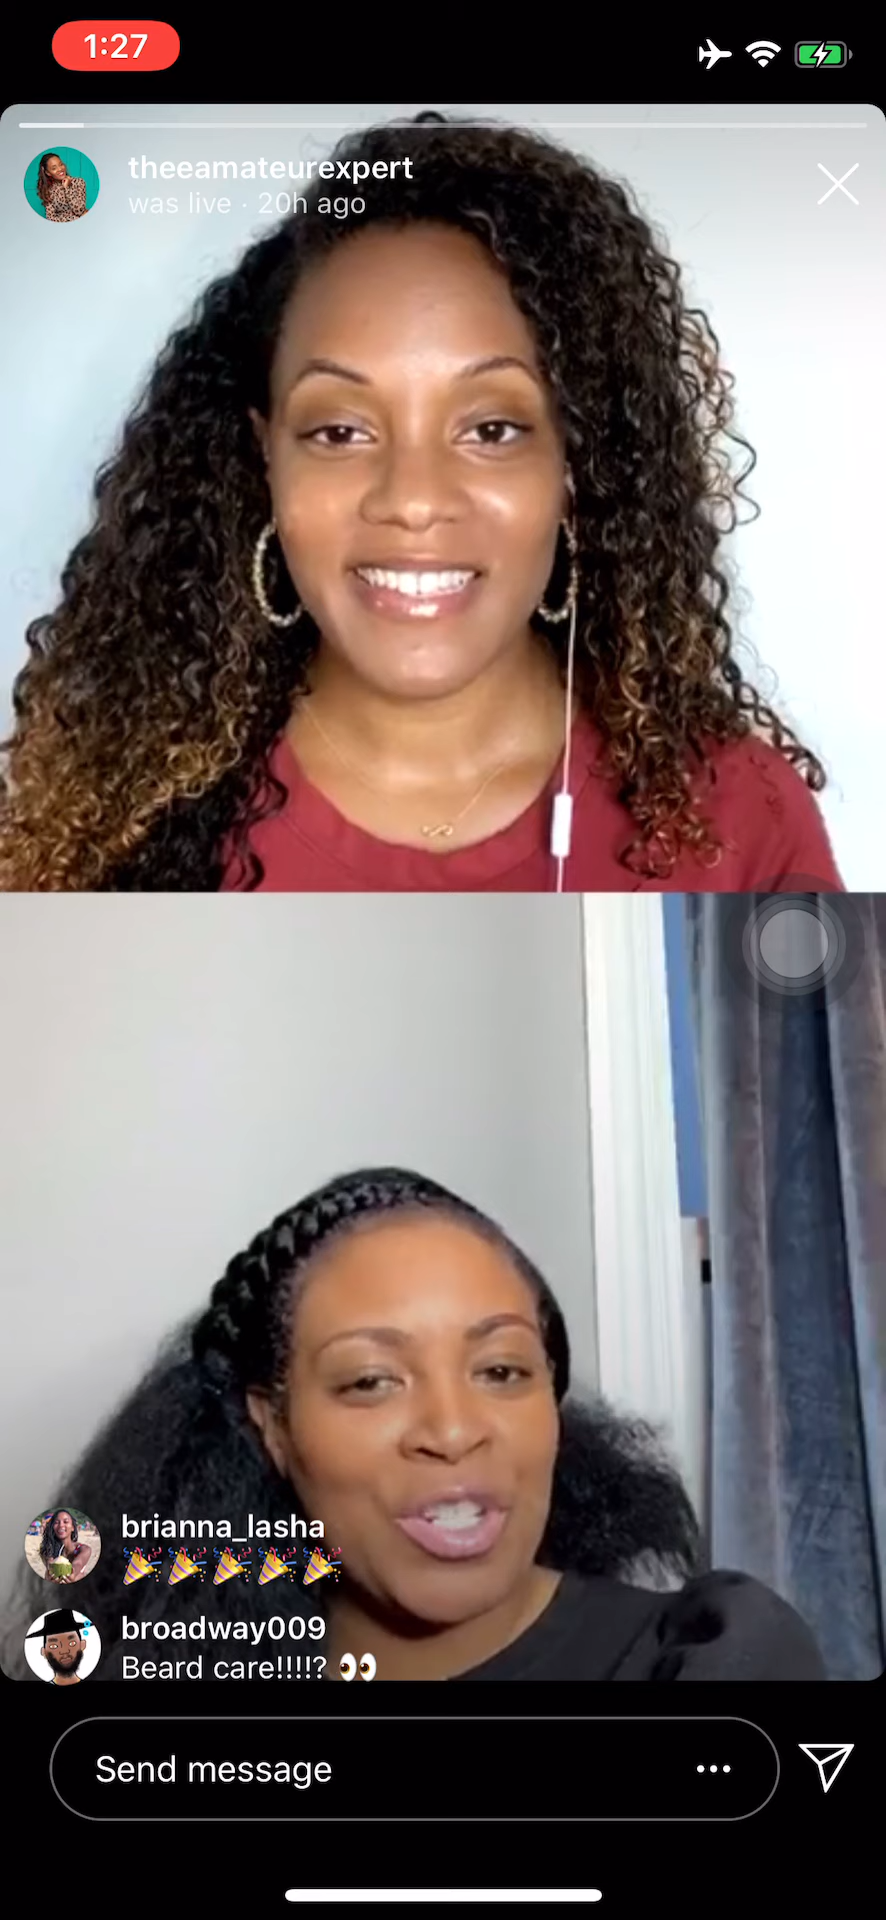 1:27
theeamateurexpert
was live · 20h ago
brianna_lasha
🎉🎉🎉🎉🎉
broadway009
Beard care!!!!? 👀
Send message